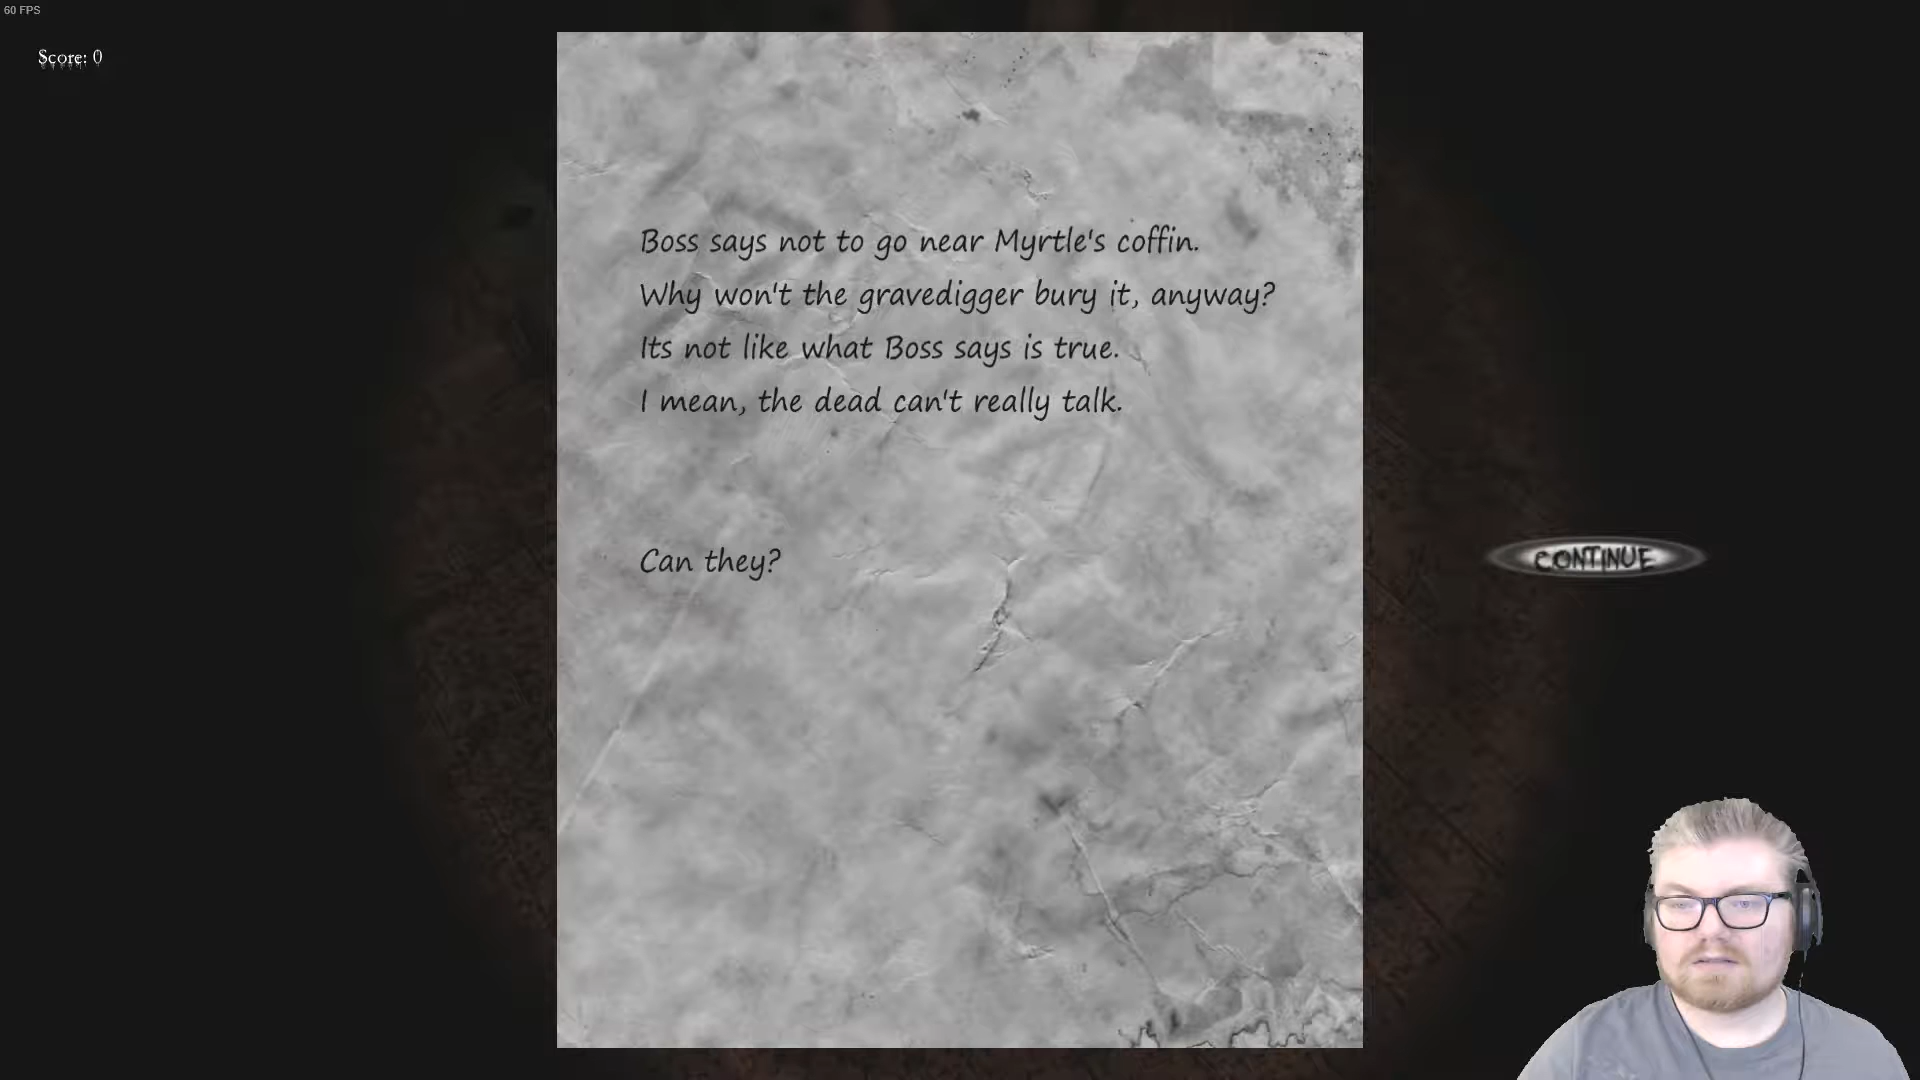 60 FPS
Score: 0
Boss says not to go near Myrtle's coffin.
Why won't the gravedigger bury it, anyway?
Its not like what Boss says is true.
I mean, the dead can't really talk.
Can they?
CONTINUE